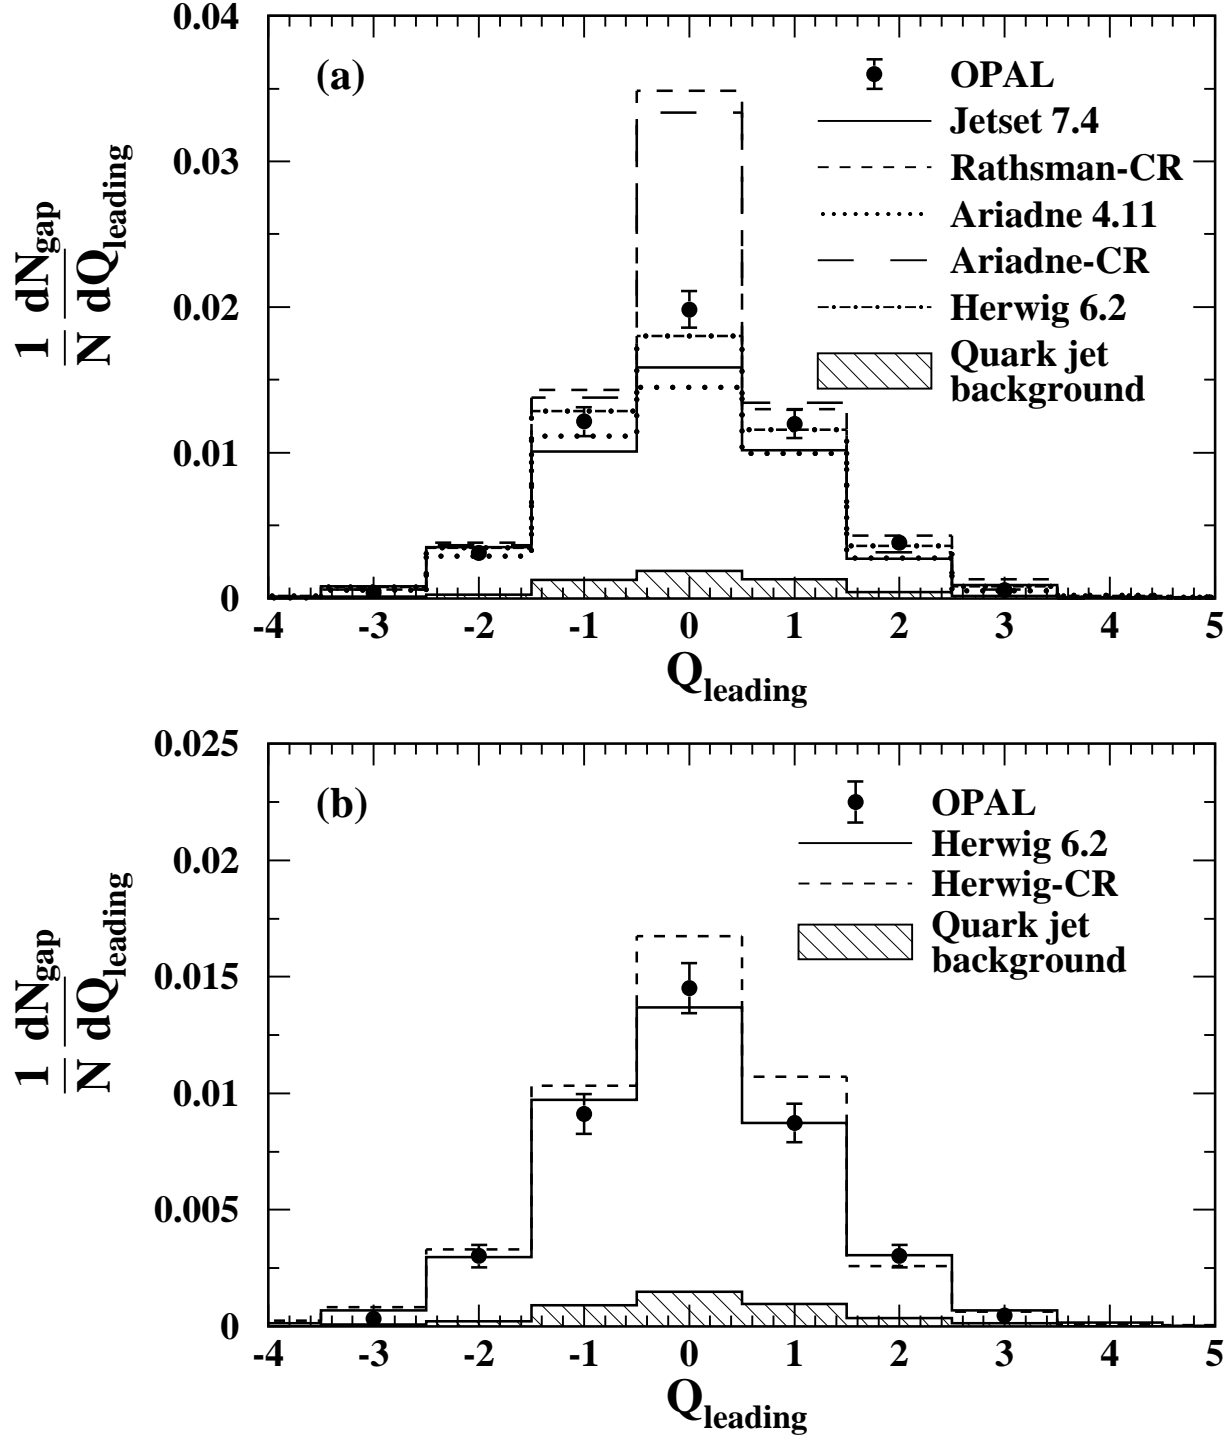 0.04
0.03
0.02
0.01
0
1 dN_gap
N dQ_leading
(a)
OPAL
Jetset 7.4
Rathsman-CR
Ariadne 4.11
Ariadne-CR
Herwig 6.2
Quark jet
background
-4 -3 -2 -1 0 1 2 3 4 5
Q_leading
0.025
0.02
0.015
0.01
0.005
0
1 dN_gap
N dQ_leading
(b)
OPAL
Herwig 6.2
Herwig-CR
Quark jet
background
-4 -3 -2 -1 0 1 2 3 4 5
Q_leading